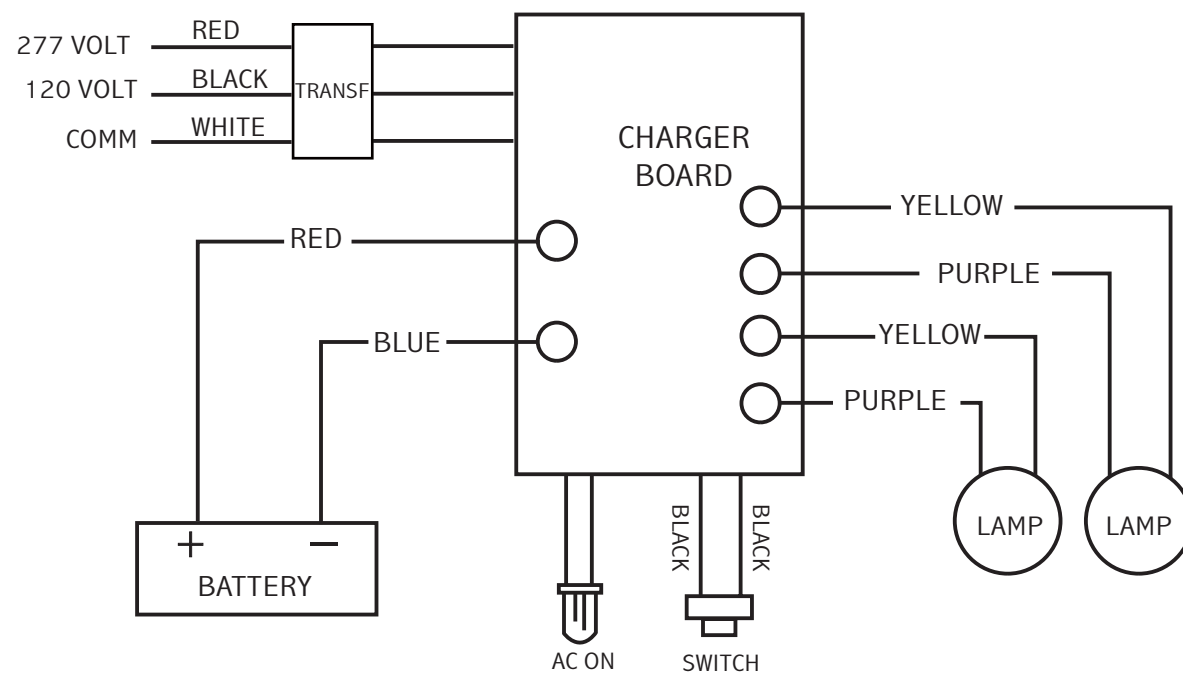 277 VOLT
RED
120 VOLT
BLACK
TRANSF
COMM
WHITE
CHARGER
BOARD
YELLOW
RED
PURPLE
BLUE
YELLOW
PURPLE
BLACK
BLACK
LAMP
LAMP
+
−
BATTERY
AC ON
SWITCH